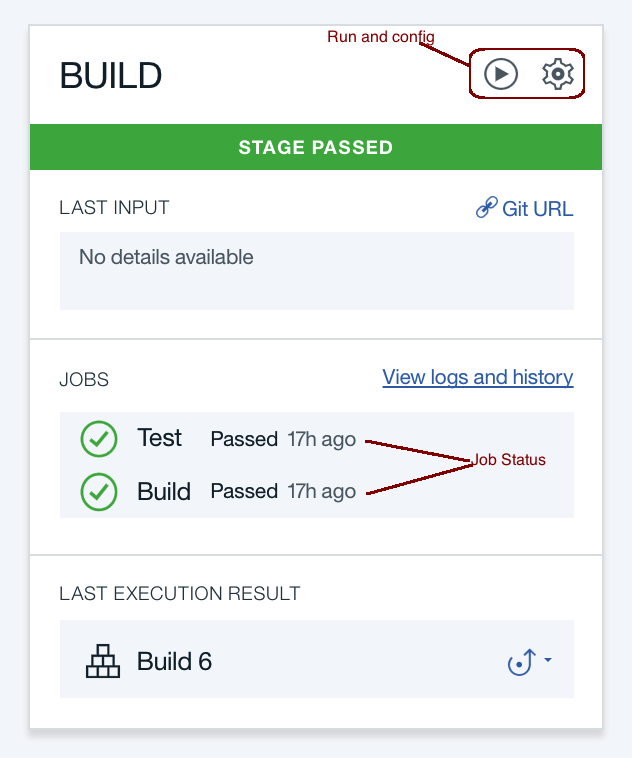 Run and config
BUILD
STAGE PASSED
LAST INPUT
Git URL
No details available
JOBS
View logs and history
Test Passed 17h ago
Job Status
Build Passed 17h ago
LAST EXECUTION RESULT
Build 6